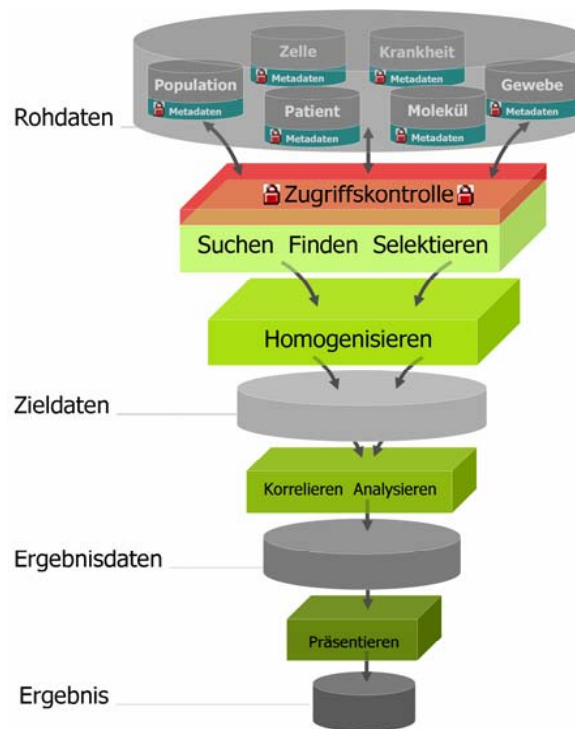 Zelle
Krankheit
Metadaten
Metadaten
Population
Gewebe
Metadaten
Metadaten
Patient
Molekül
Metadaten
Metadaten
Rohdaten
Zugriffskontrolle
Suchen Finden Selektieren
Homogenisieren
Zieldaten
Korrelieren Analysieren
Ergebnisdaten
Präsentieren
Ergebnis